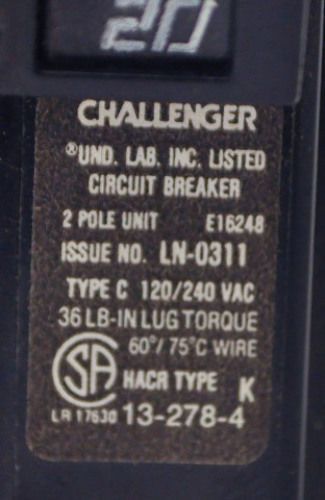 20
CHALLENGER
®UND. LAB. INC. LISTED
CIRCUIT BREAKER
2 POLE UNIT E16248
ISSUE NO. LN-0311
TYPE C 120/240 VAC
36 LB-IN LUG TORQUE
60°/75°C WIRE
SA HACR TYPE K
LR 17630 13-278-4